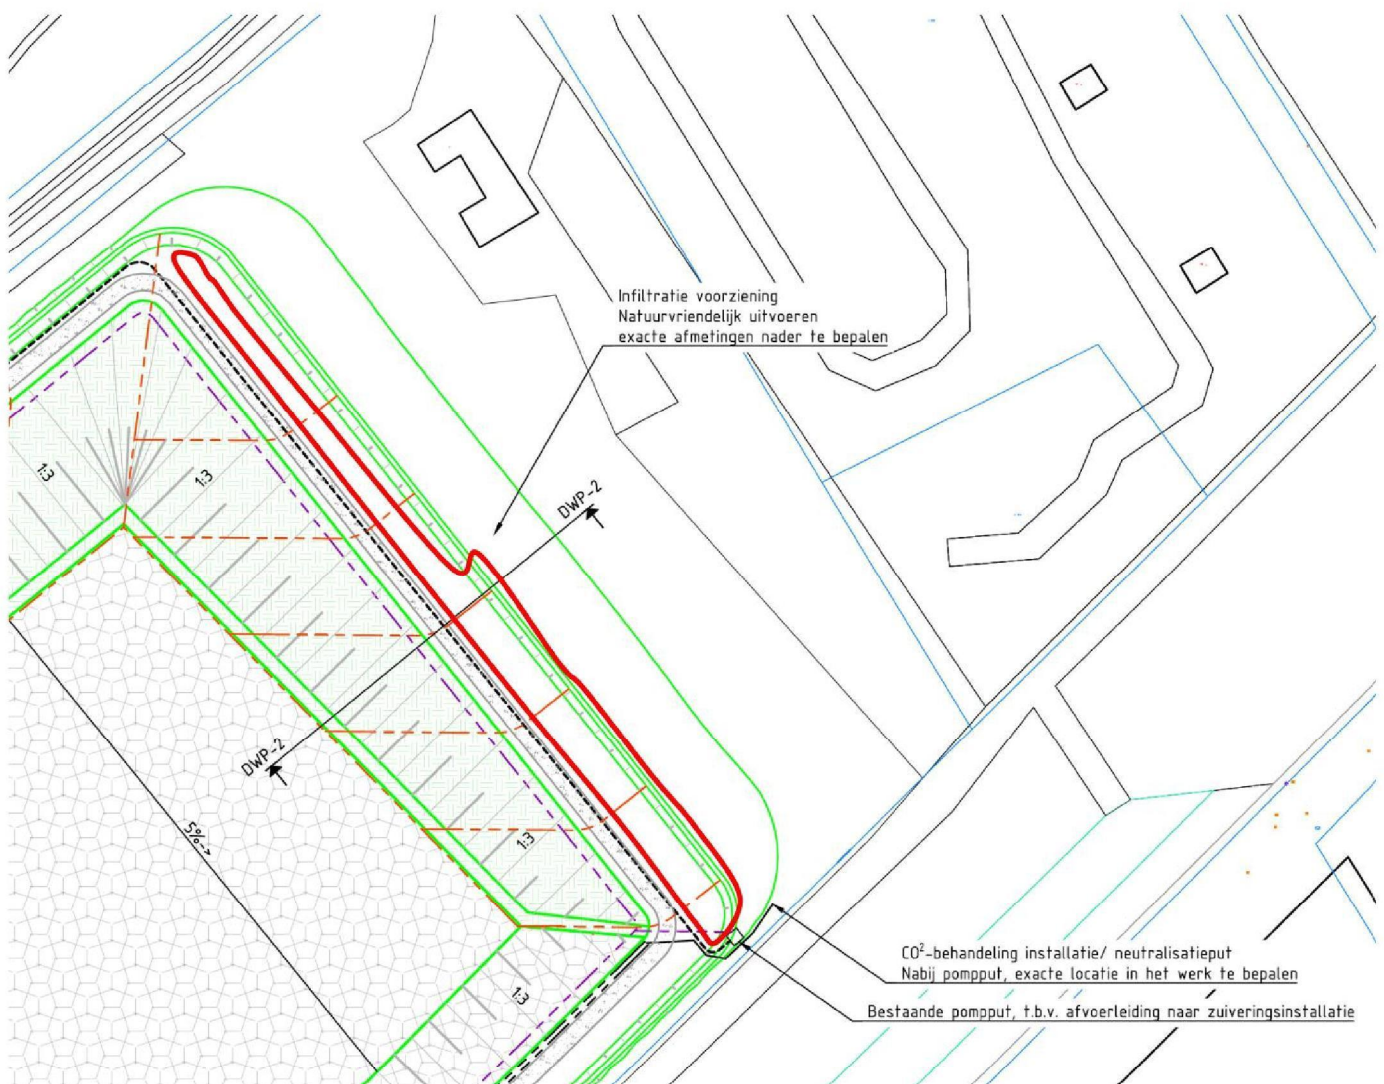 Infiltratie voorziening
Natuurvriendelijk uitvoeren
exacte afmetingen nader te bepalen
1:3
1:3
DWP-2
DWP-2
5%->
1:3
1:3
CO²-behandeling installatie/ neutralisatieput
Nabij pompput, exacte locatie in het werk te bepalen
Bestaande pompput, t.b.v. afvoerleiding naar zuiveringsinstallatie